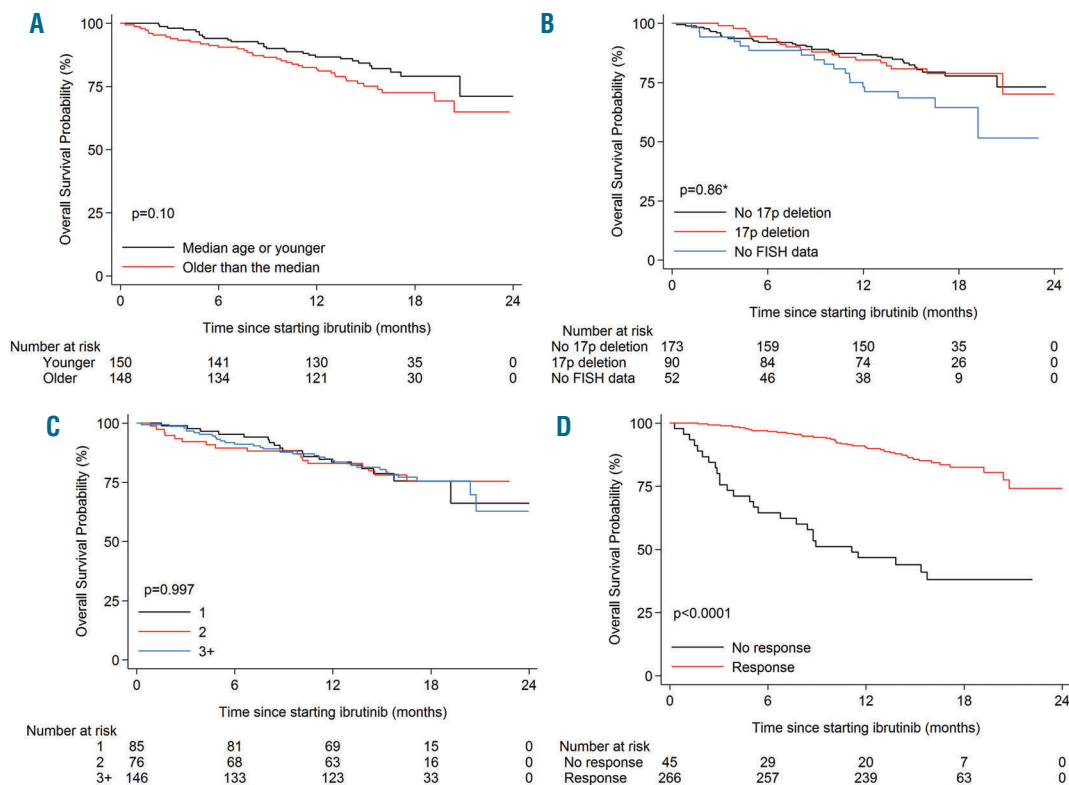 A
Overall Survival Probability (%)
100
75
50
25
0
p=0.10
Median age or younger
Older than the median
0 6 12 18 24
Time since starting ibrutinib (months)
Number at risk
Younger 150 141 130 35 0
Older 148 134 121 30 0
B
Overall Survival Probability (%)
100
75
50
25
0
p=0.86*
No 17p deletion
17p deletion
No FISH data
0 6 12 18 24
Time since starting ibrutinib (months)
Number at risk
No 17p deletion 173 159 150 35 0
17p deletion 90 84 74 26 0
No FISH data 52 46 38 9 0
C
Overall Survival Probability (%)
100
75
50
25
0
p=0.997
1
2
3+
0 6 12 18 24
Time since starting ibrutinib (months)
Number at risk
1 85 81 69 15 0
2 76 68 63 16 0
3+ 146 133 123 33 0
D
Overall Survival Probability (%)
100
75
50
25
0
p<0.0001
No response
Response
0 6 12 18 24
Time since starting ibrutinib (months)
Number at risk
No response 45 29 20 7 0
Response 266 257 239 63 0